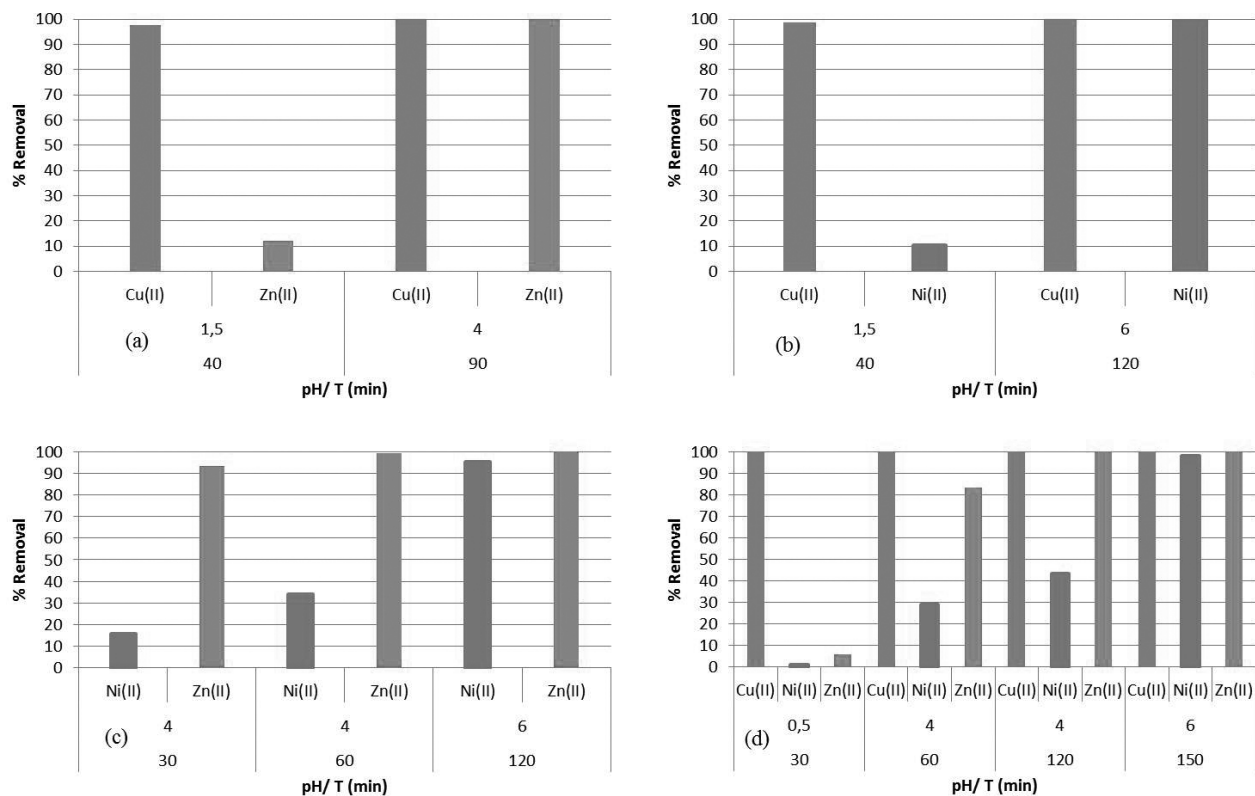 100
90
80
70
60
50
40
30
20
10
0
% Removal
Cu(II) Zn(II) Cu(II) Zn(II)
1,5 4
40 90
pH/ T (min)
(a)
100
90
80
70
60
50
40
30
20
10
0
% Removal
Cu(II) Ni(II) Cu(II) Ni(II)
1,5 6
40 120
pH/ T (min)
(b)
100
90
80
70
60
50
40
30
20
10
0
% Removal
Ni(II) Zn(II) Ni(II) Zn(II) Ni(II) Zn(II)
4 4 6
30 60 120
pH/ T (min)
(c)
100
90
80
70
60
50
40
30
20
10
0
% Removal
Cu(II) Ni(II) Zn(II) Cu(II) Ni(II) Zn(II) Cu(II) Ni(II) Zn(II) Cu(II) Ni(II) Zn(II)
0,5 4 4 6
30 60 120 150
pH/ T (min)
(d)